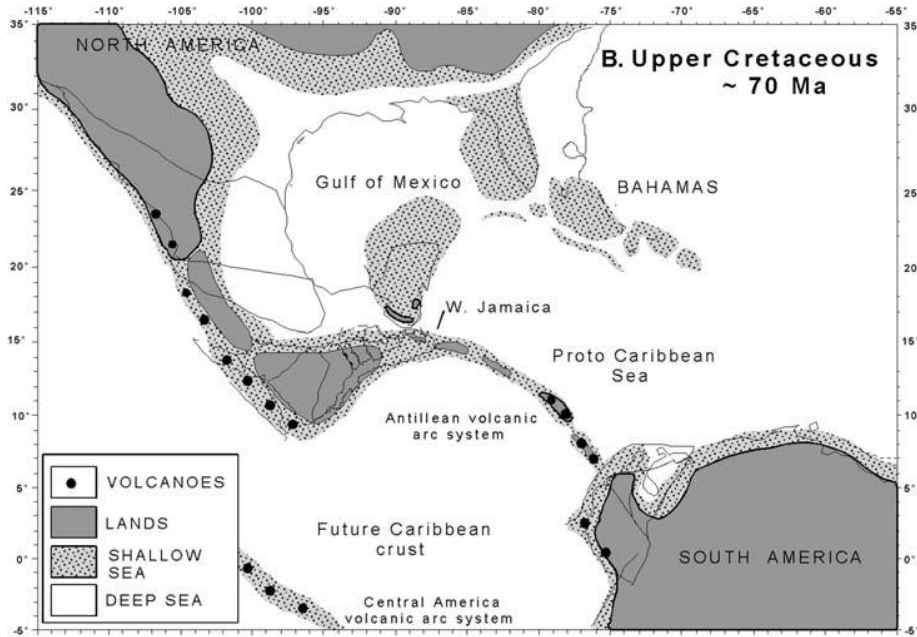 -115 -110 -105 -100 -95 -90 -85 -80 -75 -70 -65 -60 -55
35° 35°
NORTH AMERICA
B. Upper Cretaceous
~ 70 Ma
30° 30°
Gulf of Mexico
BAHAMAS
25° 25°
20° 20°
W. Jamaica
15° 15°
Proto Caribbean
Sea
10° 10°
Antillean volcanic
arc system
VOLCANOES
5° 5°
LANDS
Future Caribbean
crust
SHALLOW
SEA
0° 0°
SOUTH AMERICA
DEEP SEA
Central America
volcanic arc system
-5° -5°